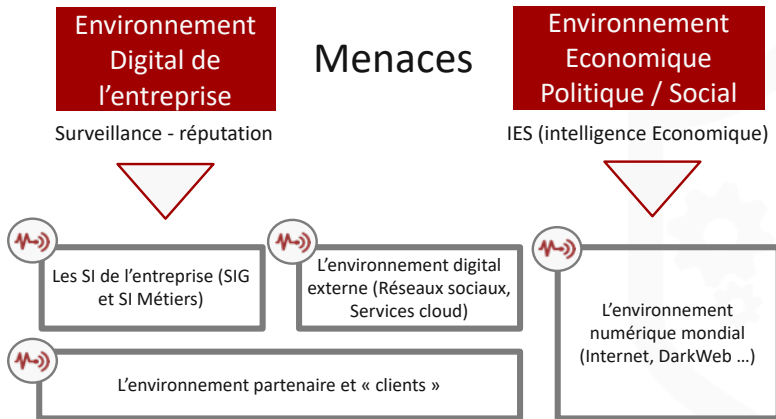 Environnement
Digital de
l'entreprise
Menaces
Environnement
Economique
Politique / Social
Surveillance - réputation
IES (intelligence Economique)
Les SI de l'entreprise (SIG
et SI Métiers)
L'environnement digital
externe (Réseaux sociaux,
Services cloud)
L'environnement
numérique mondial
(Internet, DarkWeb ...)
L'environnement partenaire et « clients »